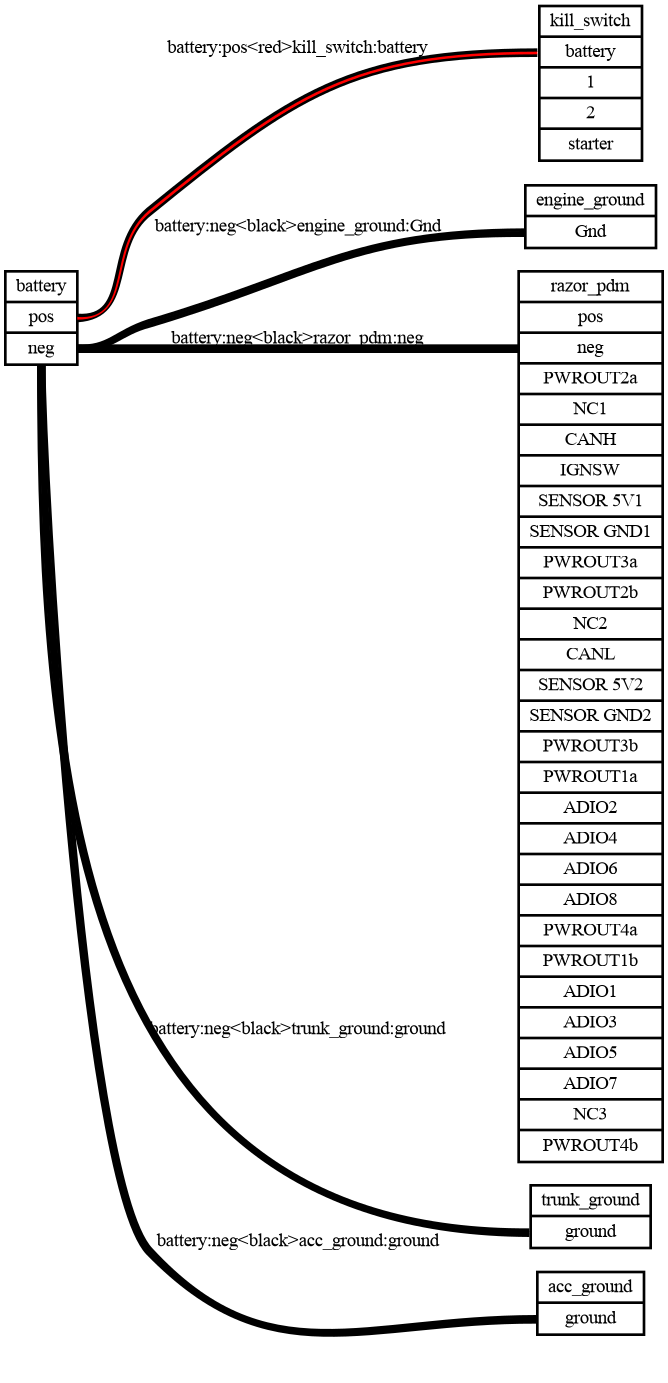 kill_switch
battery:pos<red>kill_switch:battery
battery
1
2
starter
engine_ground
battery:neg<black>engine_ground:Gnd
Gnd
battery
pos
neg
razor_pdm
pos
battery:neg<black>razor_pdm:neg
neg
PWROUT2a
NC1
CANH
IGNSW
SENSOR 5V1
SENSOR GND1
PWROUT3a
PWROUT2b
NC2
CANL
SENSOR 5V2
SENSOR GND2
PWROUT3b
PWROUT1a
ADIO2
ADIO4
ADIO6
ADIO8
PWROUT4a
PWROUT1b
ADIO1
ADIO3
ADIO5
ADIO7
NC3
PWROUT4b
battery:neg<black>trunk_ground:ground
trunk_ground
ground
battery:neg<black>acc_ground:ground
acc_ground
ground